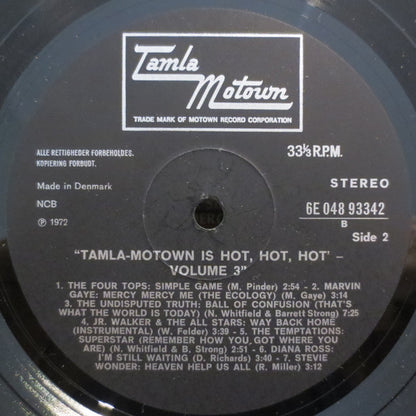 Tamla
Motown
TRADE MARK OF MOTOWN RECORD CORPORATION
ALLE RETTIGHEDER FORBEHOLDES.
KOPIERING FORBUDT.
33⅓ R.P.M.
Made in Denmark
STEREO
NCB
6E 048 93342
B
℗ 1972
Side 2
"TAMLA-MOTOWN IS HOT, HOT, HOT' –
VOLUME 3"
1. THE FOUR TOPS: SIMPLE GAME (M. Pinder) 2:54 - 2. MARVIN
GAYE: MERCY MERCY ME (THE ECOLOGY) (M. Gaye) 3:14
3. THE UNDISPUTED TRUTH: BALL OF CONFUSION (THAT'S
WHAT THE WORLD IS TODAY) (N. Whitfield & Barrett Strong) 7:25
4. JR. WALKER & THE ALL STARS: WAY BACK HOME
(INSTRUMENTAL) (W. Felder) 3:39 - 5. THE TEMPTATIONS:
SUPERSTAR (REMEMBER HOW YOU GOT WHERE YOU
ARE) (N. Whitfield & B. Strong) 2:51 - 6. DIANA ROSS:
I'M STILL WAITING (D. Richards) 3:40 - 7. STEVIE
WONDER: HEAVEN HELP US ALL (R. Miller) 3:12